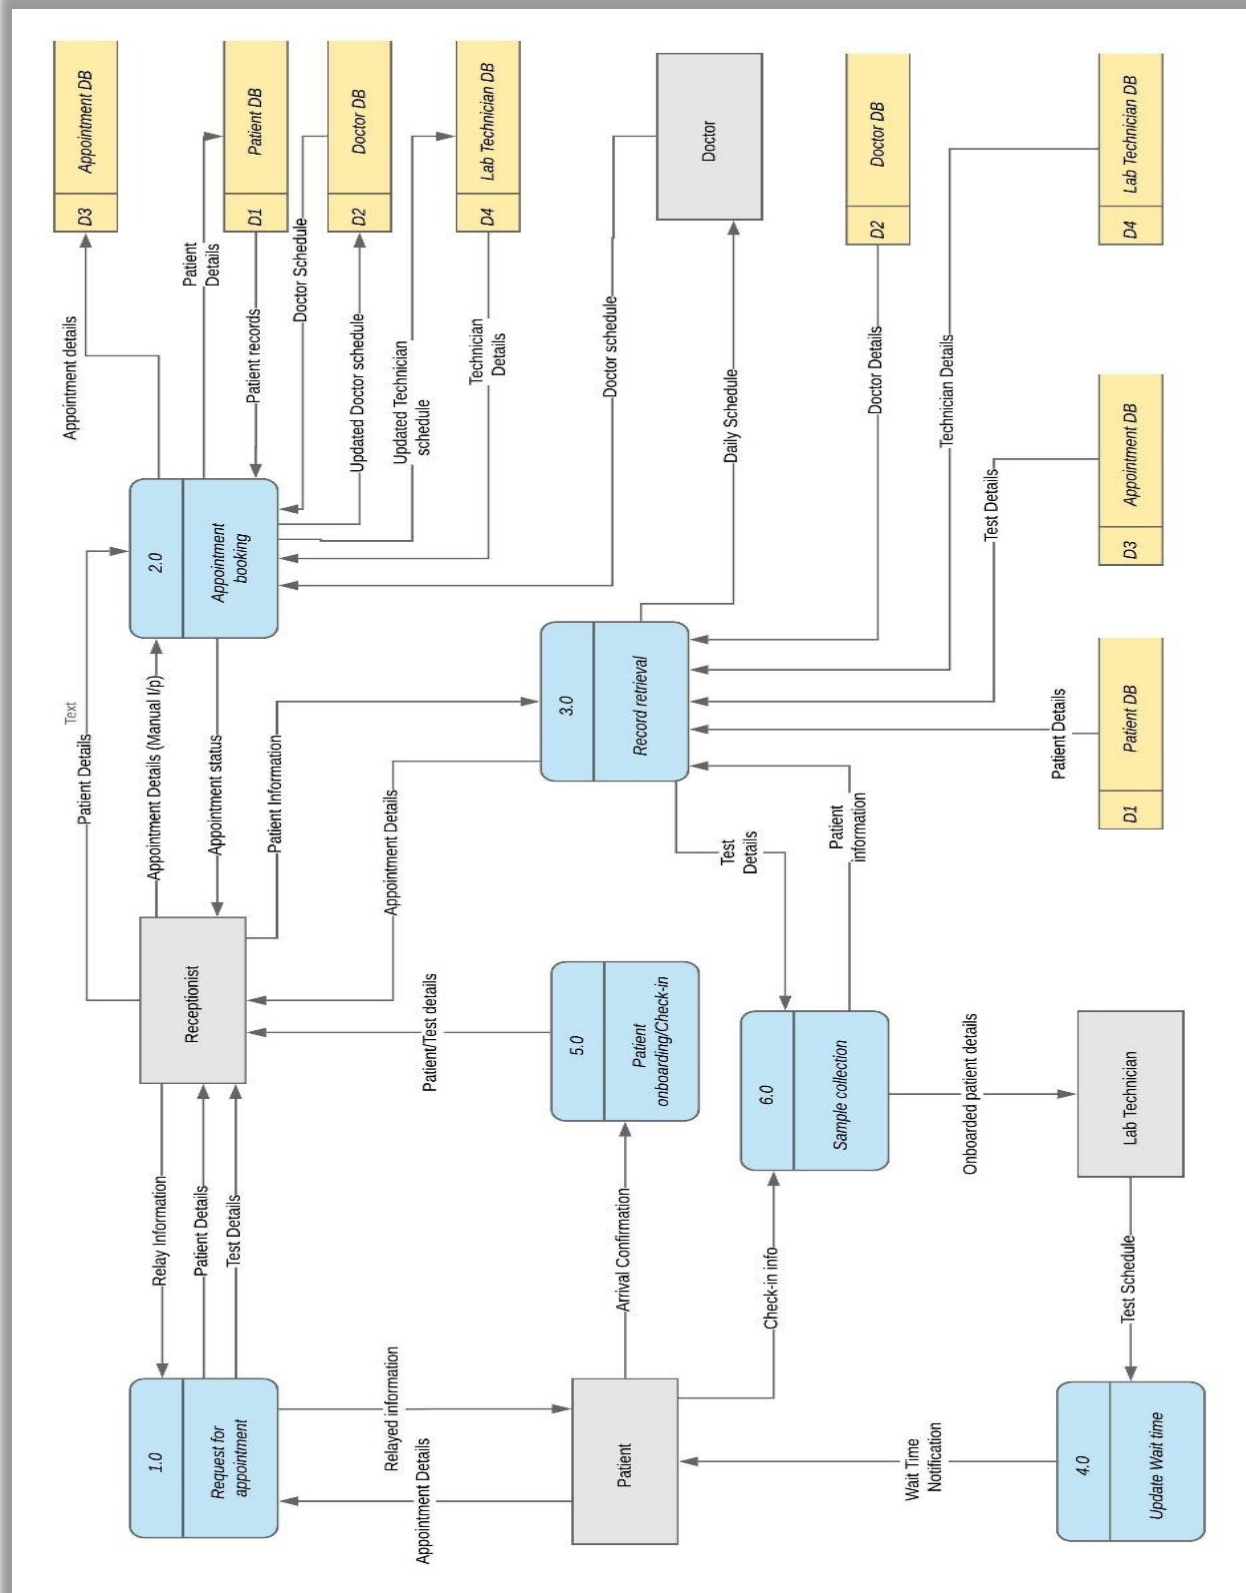 1.0
Request for
appointment
Relay Information
Patient Details
Test Details
Receptionist
Patient Details
Text
Appointment Details (Manual I/p)
Appointment status
Patient Information
2.0
Appointment
booking
Appointment details
D3
Appointment DB
Patient
Details
Patient records
D1
Patient DB
Doctor Schedule
Updated Doctor schedule
D2
Doctor DB
Updated Technician
schedule
Technician
Details
D4
Lab Technician DB
Relayed information
Appointment Details
Appointment Details
Patient/Test details
Patient
Arrival Confirmation
5.0
Patient
onboarding/Check-in
3.0
Record retrieval
Doctor schedule
Daily Schedule
Doctor
Check-in info
6.0
Sample collection
Test
Details
Patient
information
Doctor Details
D2
Doctor DB
Wait Time
Notification
Onboarded patient details
Technician Details
Test Details
Patient Details
4.0
Update Wait time
Test Schedule
Lab Technician
D1
Patient DB
D3
Appointment DB
D4
Lab Technician DB